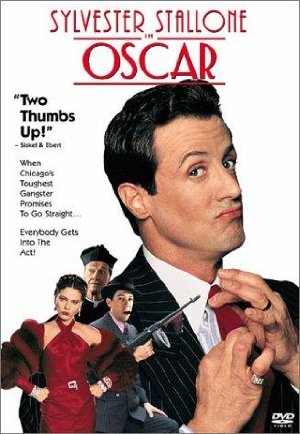 SYLVESTER STALLONE
IN
OSCAR
"Two
Thumbs
Up!"
– Siskel & Ebert
When
Chicago's
Toughest
Gangster
Promises
To Go Straight...
Everybody Gets
Into The
Act!
DVD
VIDEO